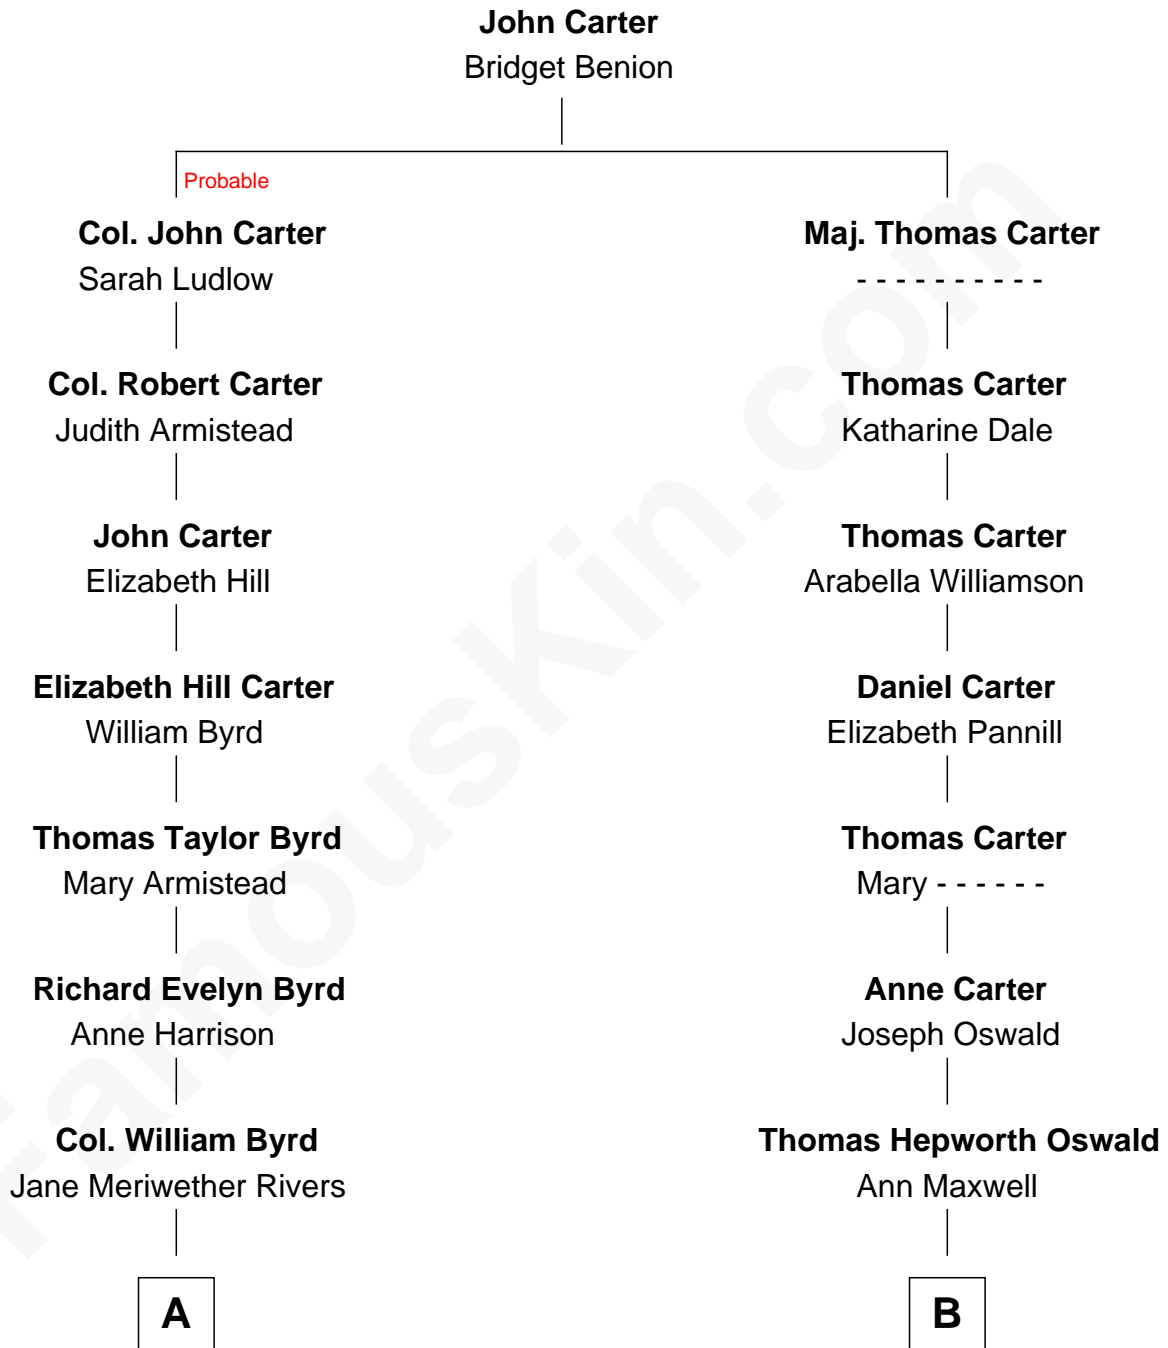 John Carter
Bridget Benion
Probable
Col. John Carter
Sarah Ludlow
Maj. Thomas Carter
- - - - - - - - - -
Col. Robert Carter
Judith Armistead
Thomas Carter
Katharine Dale
John Carter
Elizabeth Hill
Thomas Carter
Arabella Williamson
Elizabeth Hill Carter
William Byrd
Daniel Carter
Elizabeth Pannill
Thomas Taylor Byrd
Mary Armistead
Thomas Carter
Mary - - - - - -
Richard Evelyn Byrd
Anne Harrison
Anne Carter
Joseph Oswald
Col. William Byrd
Jane Meriwether Rivers
Thomas Hepworth Oswald
Ann Maxwell
A
B
FamousKin.com